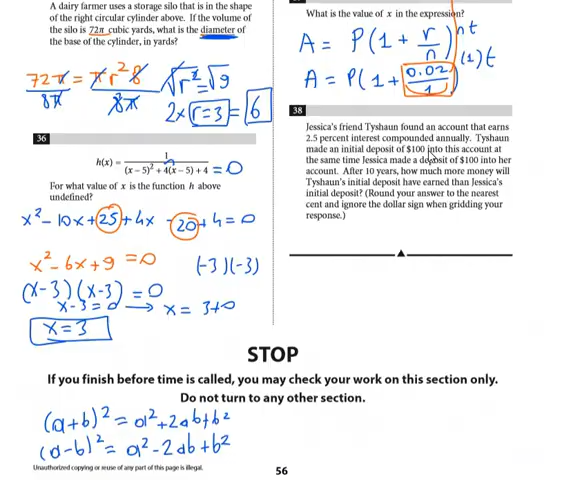 A dairy farmer uses a storage silo that is in the shape
of the right circular cylinder above. If the volume of
the silo is 72π cubic yards, what is the diameter of
the base of the cylinder, in yards?
72π = πr²8
8π 8π
√r² = √9
2× r=3 = 6
36
h(x) = 1 / (x − 5)² + 4(x − 5) + 4 = 0
For what value of x is the function h above
undefined?
x² − 10x + 25 + 4x − 20 + 4 = 0
x² − 6x + 9 = 0 (−3)(−3)
(x−3)(x−3) = 0
x−3 = 0 → x = 3+0
x = 3
What is the value of x in the expression?
A = P(1 + r/n)^nt
A = P(1 + 0.02/1)^(1)t
38
Jessica's friend Tyshaun found an account that earns
2.5 percent interest compounded annually. Tyshaun
made an initial deposit of $100 into this account at
the same time Jessica made a deposit of $100 into her
account. After 10 years, how much more money will
Tyshaun's initial deposit have earned than Jessica's
initial deposit? (Round your answer to the nearest
cent and ignore the dollar sign when gridding your
response.)
STOP
If you finish before time is called, you may check your work on this section only.
Do not turn to any other section.
(a+b)² = a² + 2ab + b²
(a−b)² = a² − 2ab + b²
Unauthorized copying or reuse of any part of this page is illegal.
56